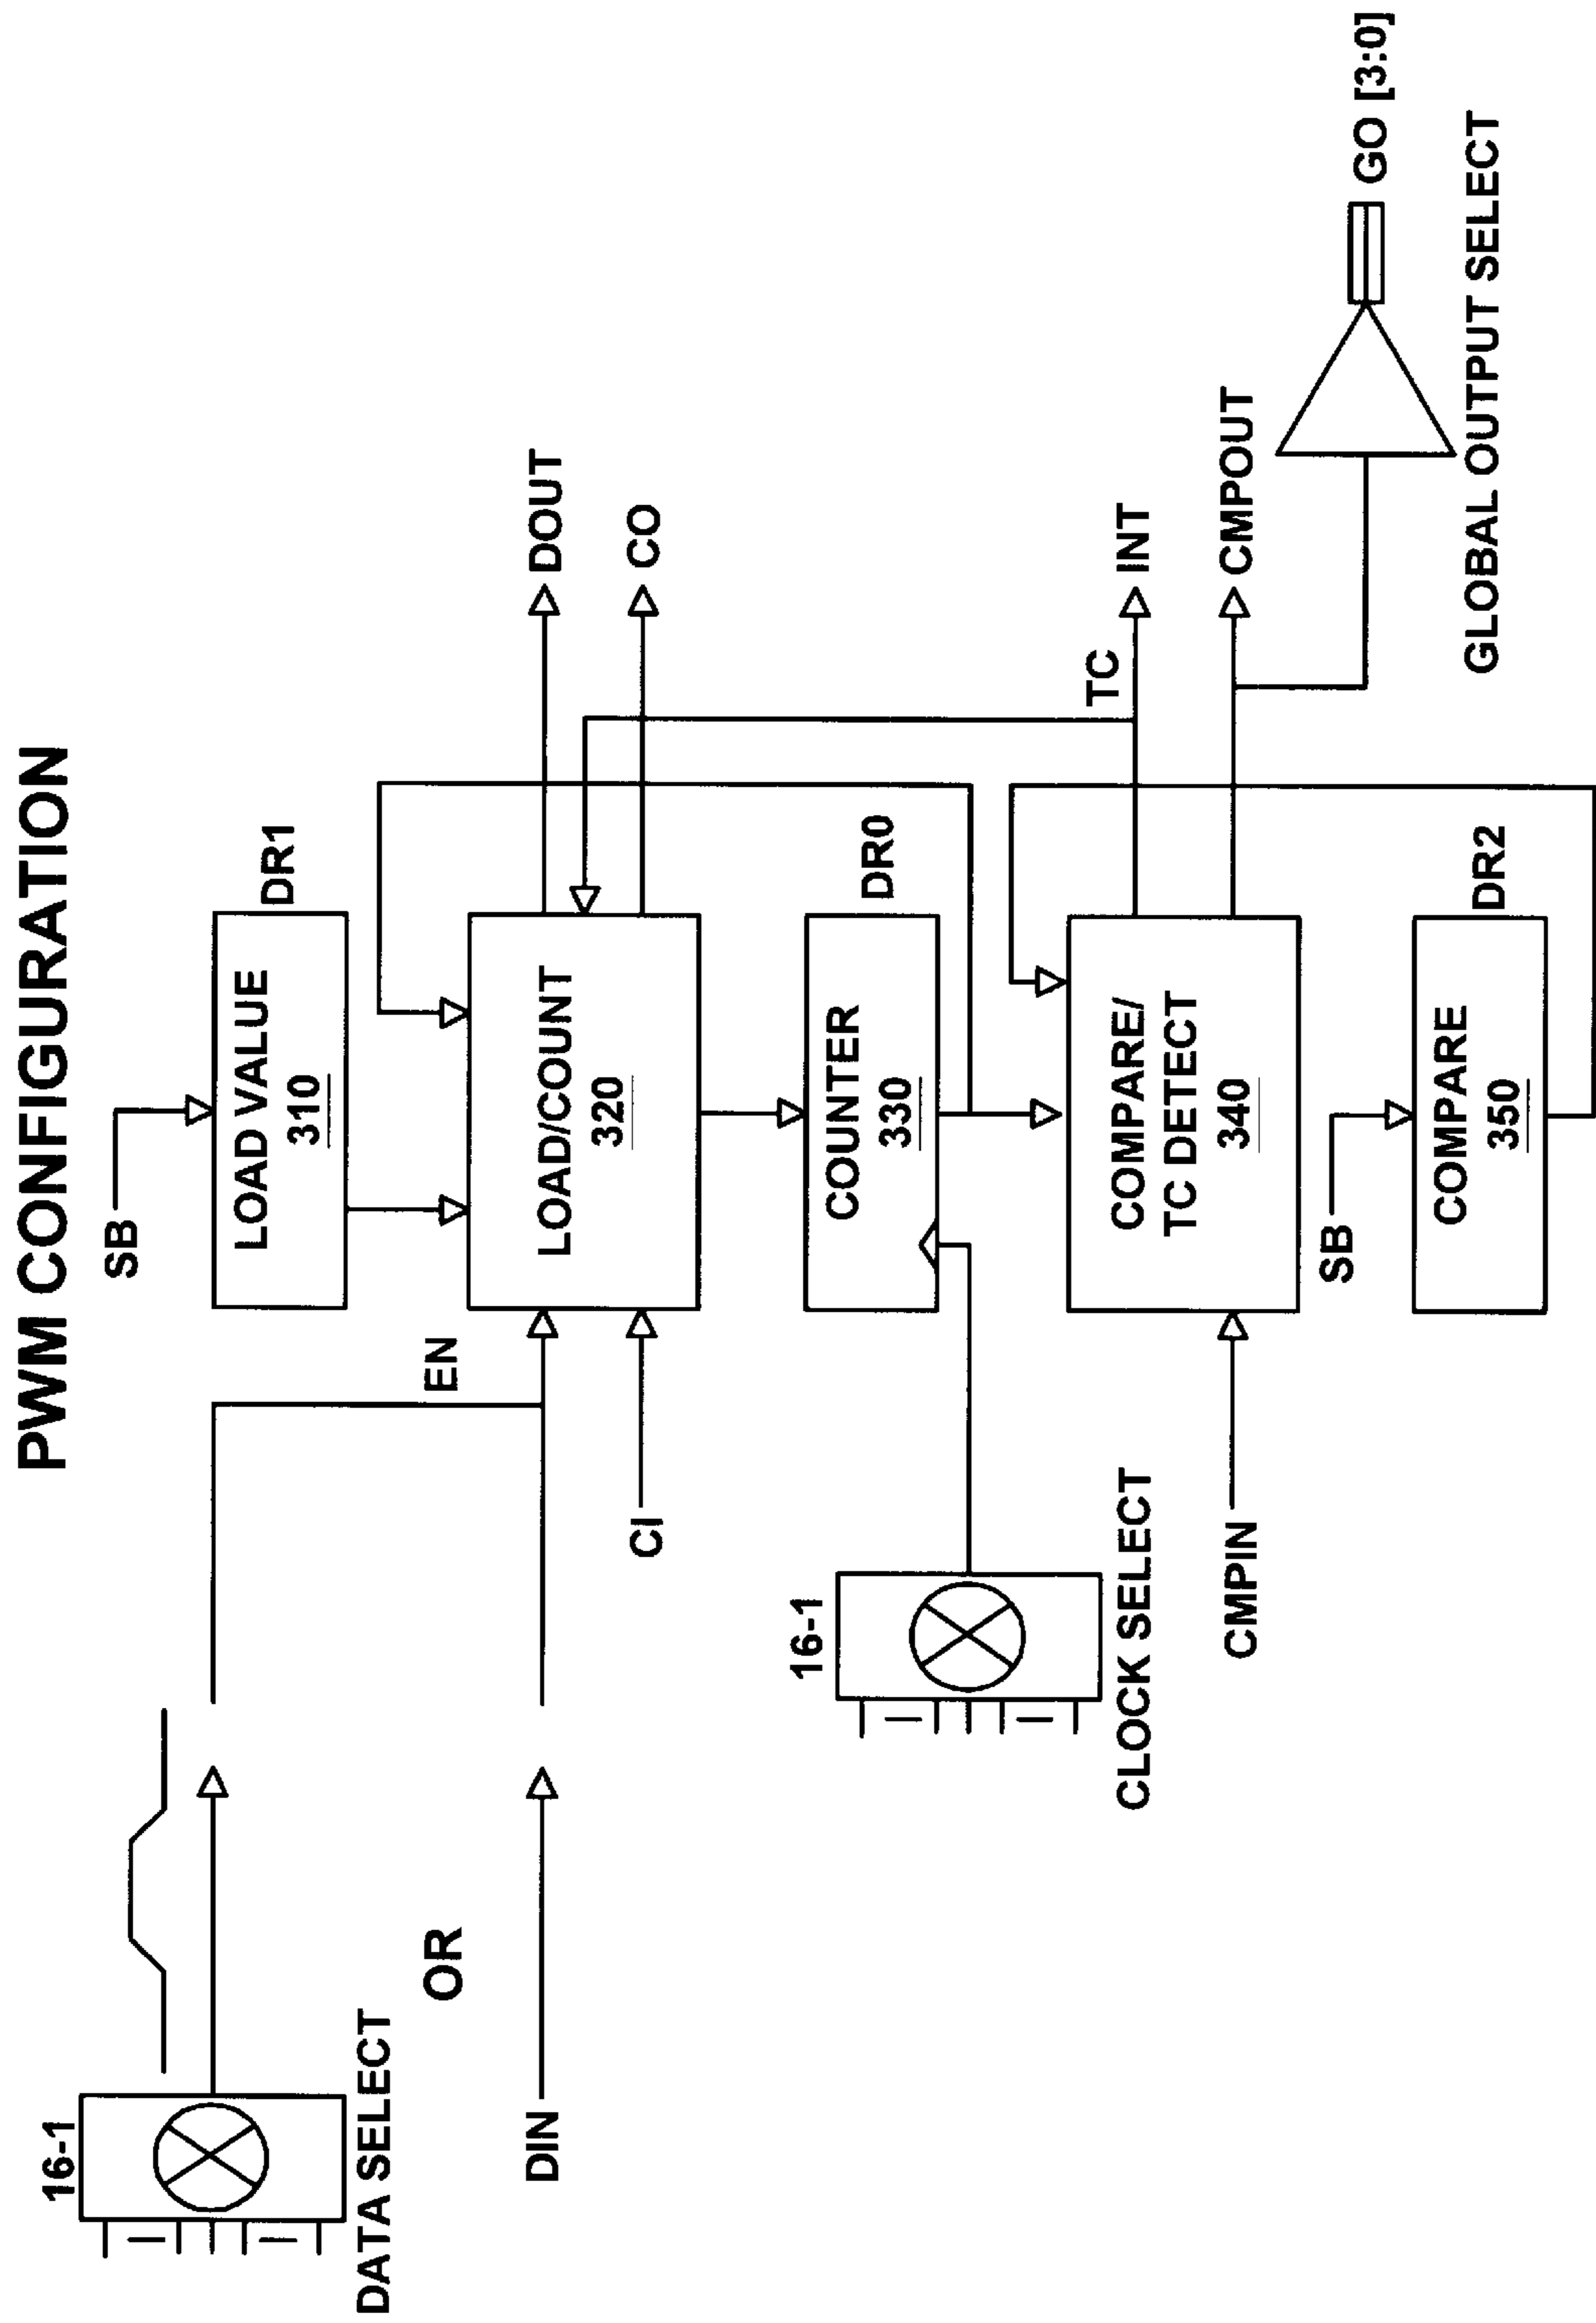 PWM CONFIGURATION
16-1
DATA SELECT
OR
DIN
SB
LOAD VALUE
310
DR1
EN
CI
LOAD/COUNT
320
DOUT
CO
16-1
CLOCK SELECT
COUNTER
330
DR0
CMPIN
COMPARE/
TC DETECT
340
TC
INT
CMPOUT
SB
COMPARE
350
DR2
GO [3:0]
GLOBAL OUTPUT SELECT